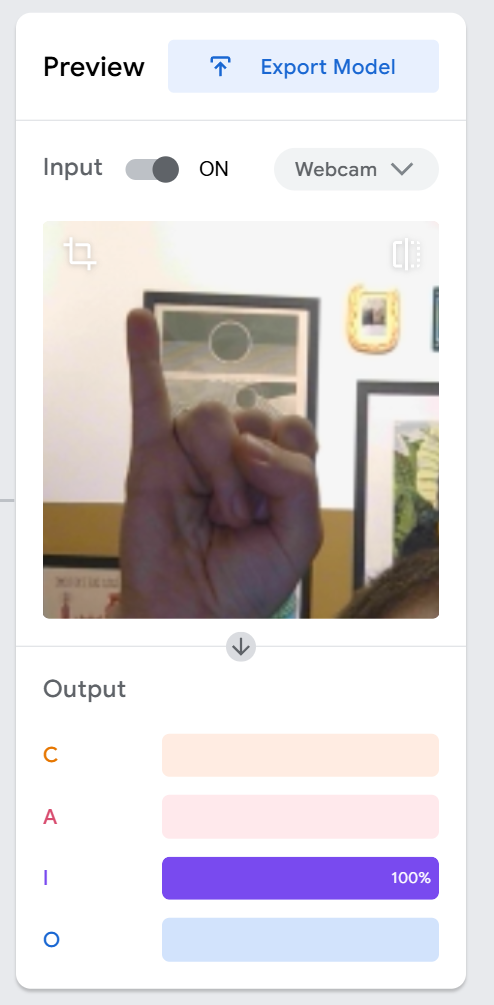 Preview
Export Model
Input
ON
Webcam
Output
C
A
I
100%
O